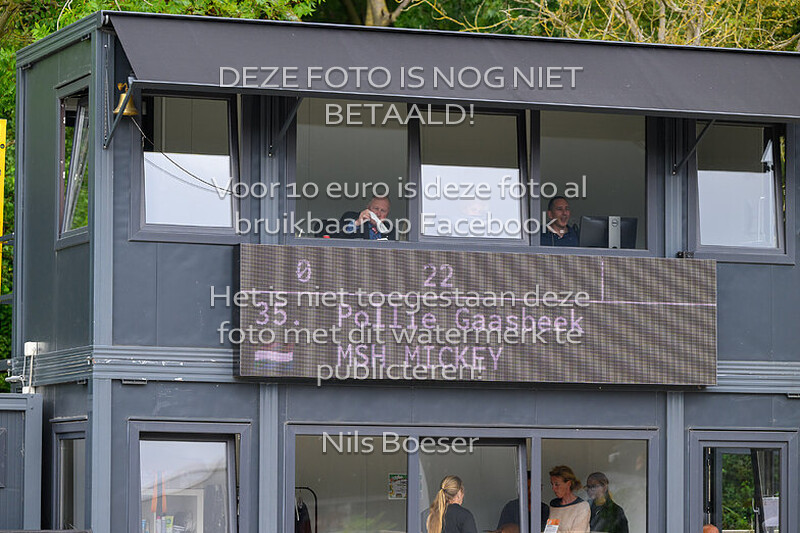 DEZE FOTO IS NOG NIET
BETAALD!
Voor 10 euro is deze foto al
bruikbaar op Facebook
0 22
Het is niet toegestaan deze
35. Pollie Gaasbeek
foto met dit watermerk te
MSH MICKEY
publiceren!
Nils Boeser
DELL